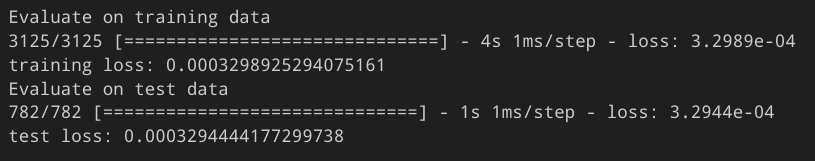 Evaluate on training data
3125/3125 [==============================] - 4s 1ms/step - loss: 3.2989e-04
training loss: 0.0003298925294075161
Evaluate on test data
782/782 [==============================] - 1s 1ms/step - loss: 3.2944e-04
test loss: 0.0003294444177299738